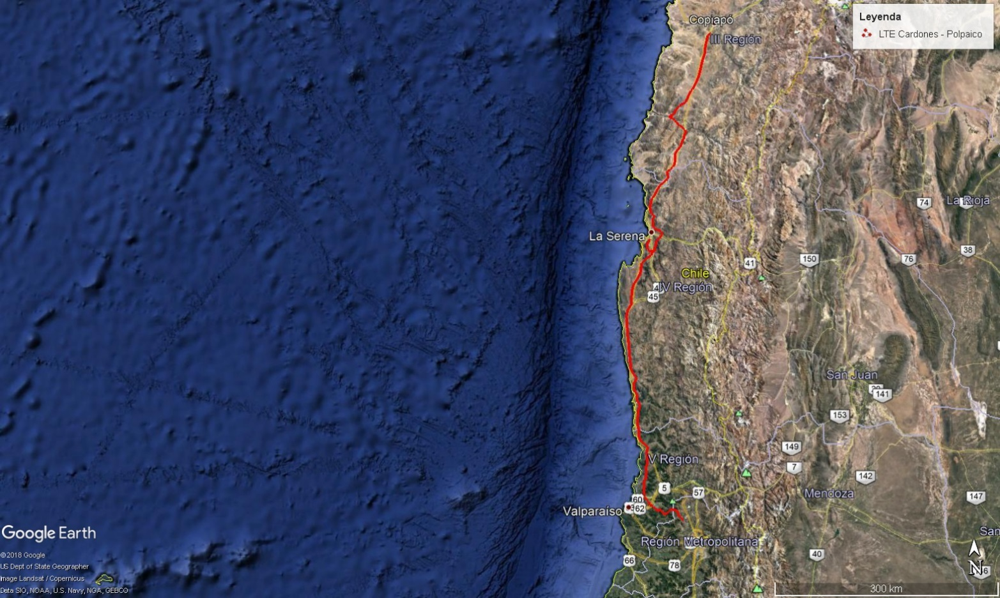 Copiapó
III Región
Leyenda
LTE Cardones - Polpaico
La Rioja
74
La Serena
38
41
150
76
Chile
IV Región
45
San Juan
141
153
V Región
149
7
142
5
57
60
Mendoza
147
Valparaíso
62
Google Earth
Región Metropolitana
©2018 Google
US Dept of State Geographer
Image Landsat / Copernicus
Data SIO, NOAA, U.S. Navy, NGA, GEBCO
66
78
40
N
300 km